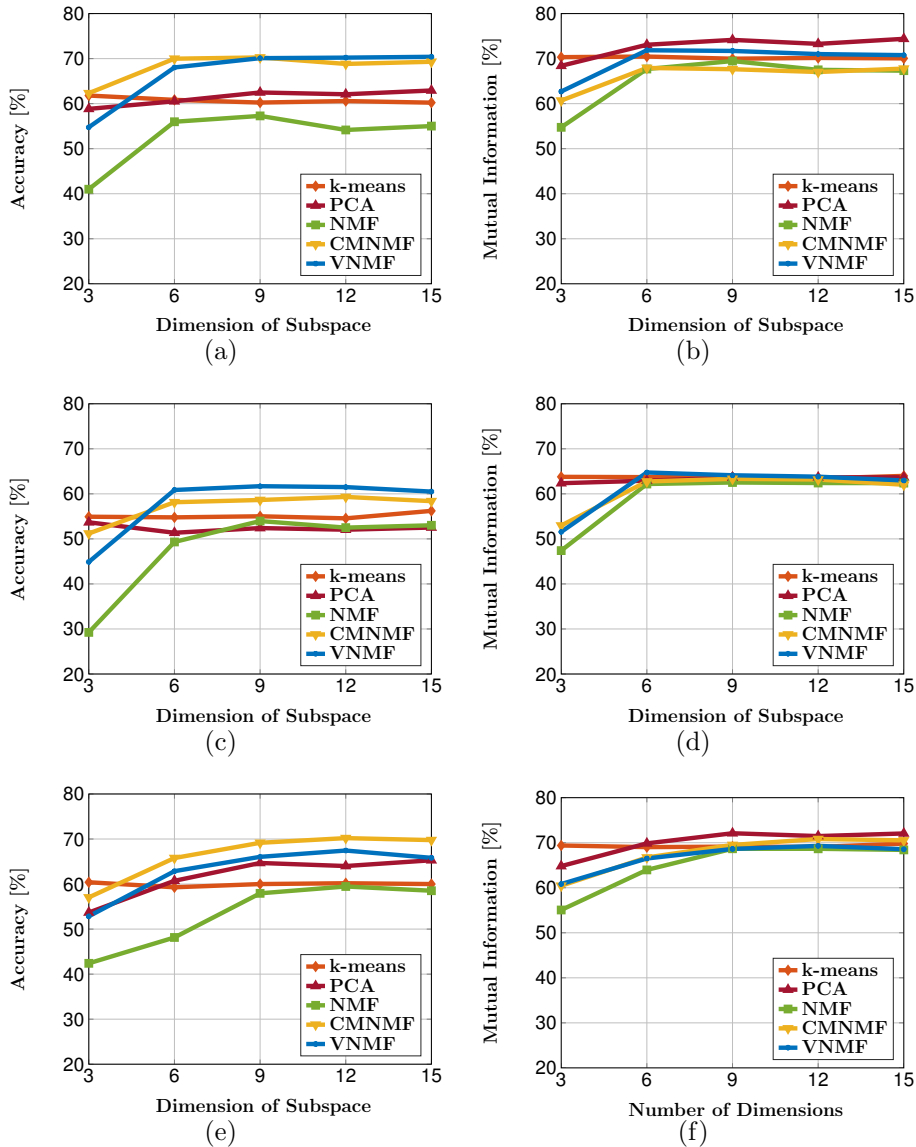 80
70
60
50
40
30
20
Accuracy [%]
k-means
PCA
NMF
CMNMF
VNMF
3 6 9 12 15
Dimension of Subspace
(a)
80
70
60
50
40
30
20
Mutual Information [%]
k-means
PCA
NMF
CMNMF
VNMF
3 6 9 12 15
Dimension of Subspace
(b)
80
70
60
50
40
30
20
Accuracy [%]
k-means
PCA
NMF
CMNMF
VNMF
3 6 9 12 15
Dimension of Subspace
(c)
80
70
60
50
40
30
20
Mutual Information [%]
k-means
PCA
NMF
CMNMF
VNMF
3 6 9 12 15
Dimension of Subspace
(d)
80
70
60
50
40
30
20
Accuracy [%]
k-means
PCA
NMF
CMNMF
VNMF
3 6 9 12 15
Dimension of Subspace
(e)
80
70
60
50
40
30
20
Mutual Information [%]
k-means
PCA
NMF
CMNMF
VNMF
3 6 9 12 15
Number of Dimensions
(f)